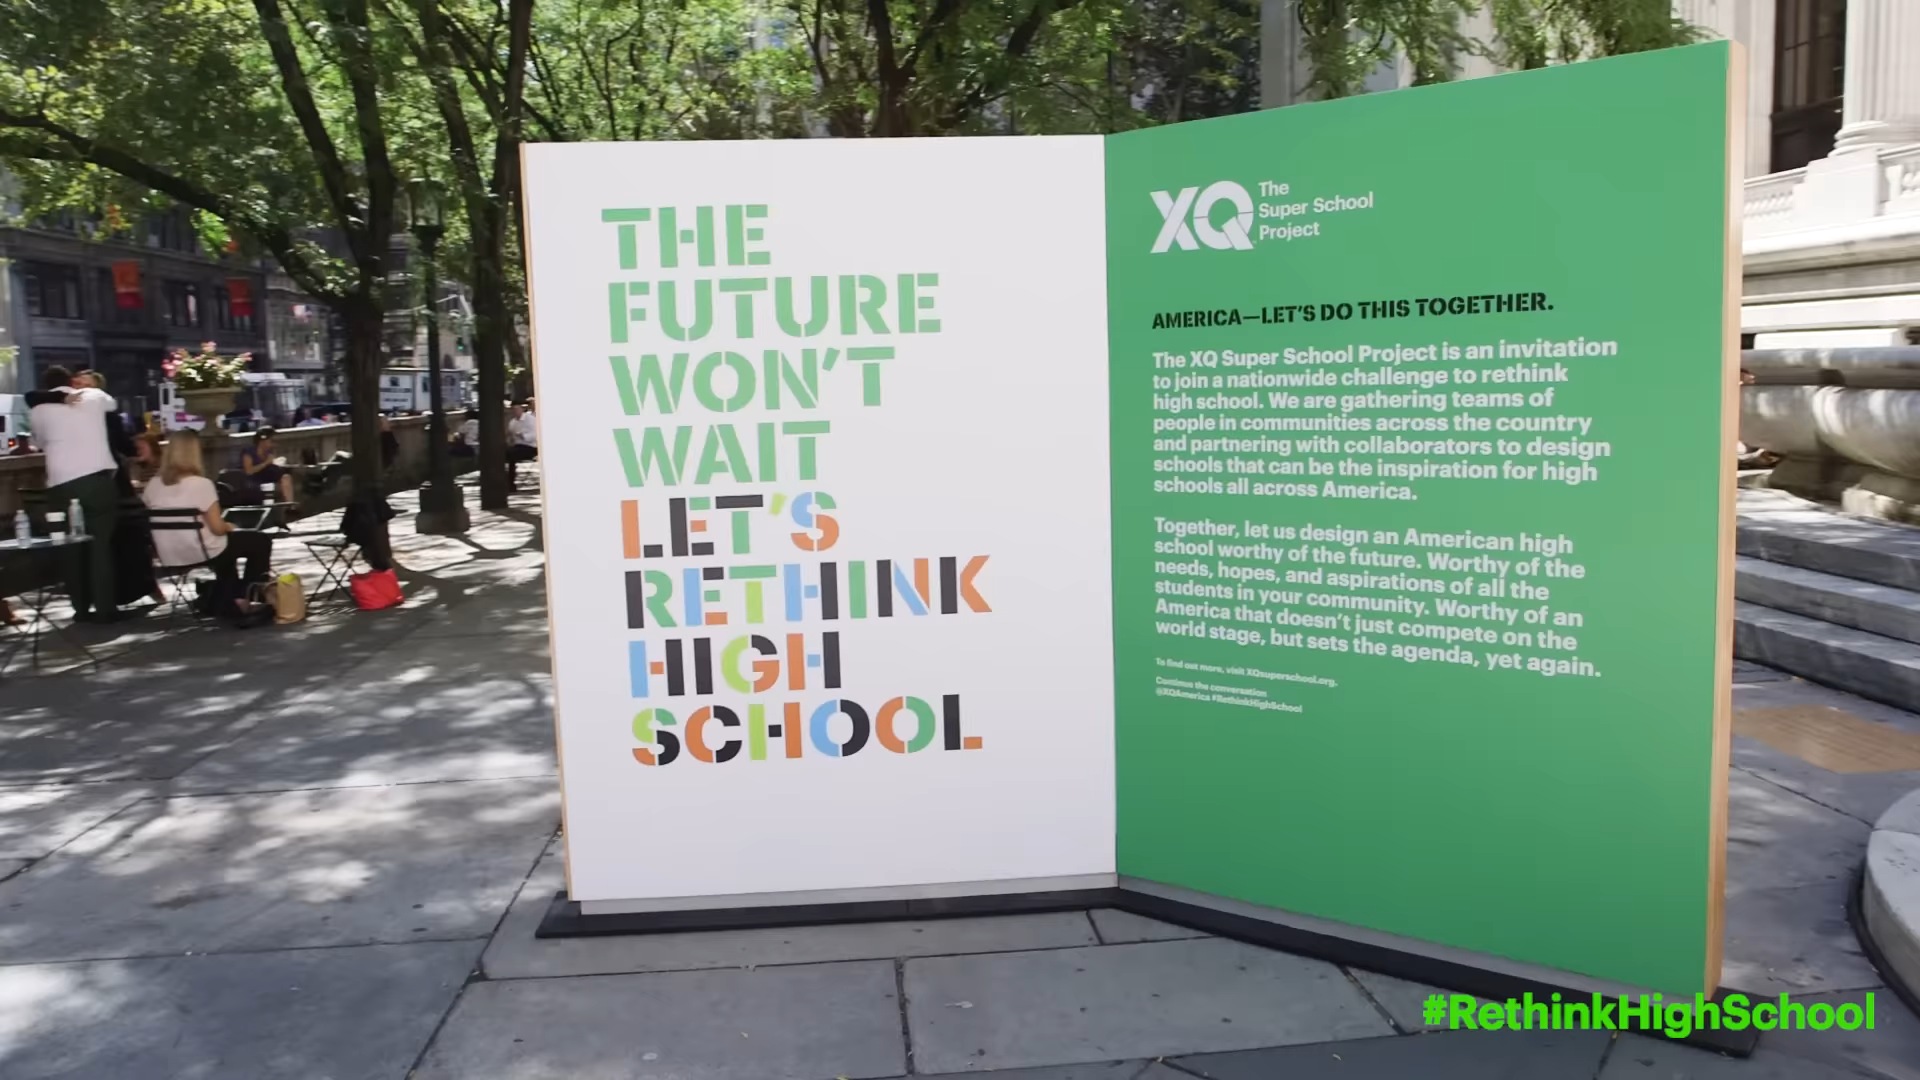 THE
FUTURE
WON'T
WAIT
LET'S
RETHINK
HIGH
SCHOOL
XQ The
Super School
Project
AMERICA—LET'S DO THIS TOGETHER.
The XQ Super School Project is an invitation
to join a nationwide challenge to rethink
high school. We are gathering teams of
people in communities across the country
and partnering with collaborators to design
schools that can be the inspiration for high
schools all across America.
Together, let us design an American high
school worthy of the future. Worthy of the
needs, hopes, and aspirations of all the
students in your community. Worthy of an
America that doesn't just compete on the
world stage, but sets the agenda, yet again.
To find out more, visit XQsuperschool.org.
Continue the conversation
@XQAmerica #RethinkHighSchool
#RethinkHighSchool